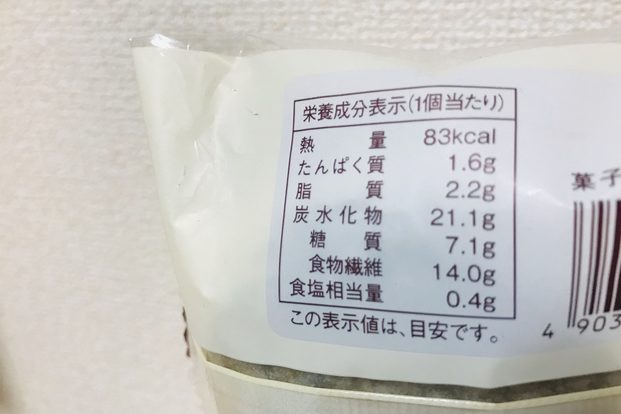 栄養成分表示(1個当たり)
熱量 83kcal
たんぱく質 1.6g
脂質 2.2g
炭水化物 21.1g
糖質 7.1g
食物繊維 14.0g
食塩相当量 0.4g
この表示値は、目安です。
菓子
4 903